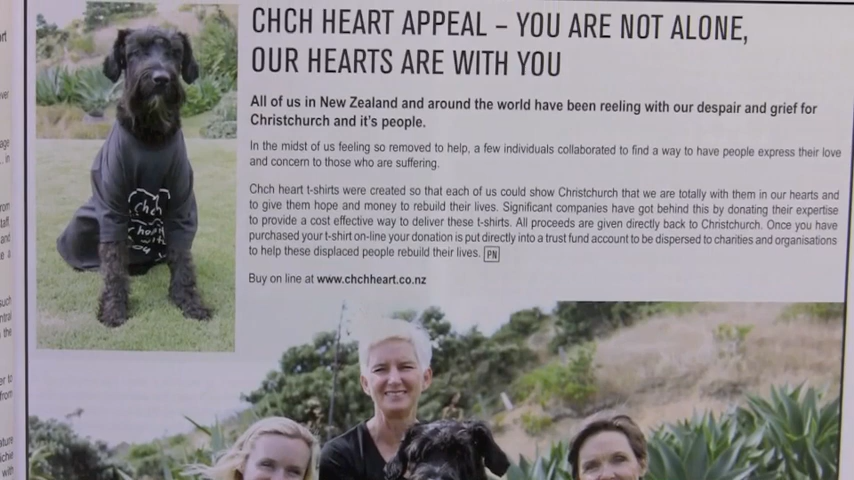 CHCH HEART APPEAL – YOU ARE NOT ALONE,
OUR HEARTS ARE WITH YOU
All of us in New Zealand and around the world have been reeling with our despair and grief for
Christchurch and it's people.
In the midst of us feeling so removed to help, a few individuals collaborated to find a way to have people express their love
and concern to those who are suffering.
Chch heart t-shirts were created so that each of us could show Christchurch that we are totally with them in our hearts and
to give them hope and money to rebuild their lives. Significant companies have got behind this by donating their expertise
to provide a cost effective way to deliver these t-shirts. All proceeds are given directly back to Christchurch. Once you have
purchased your t-shirt on-line your donation is put directly into a trust fund account to be dispersed to charities and organisations
to help these displaced people rebuild their lives. PN
Buy on line at www.chchheart.co.nz
chch